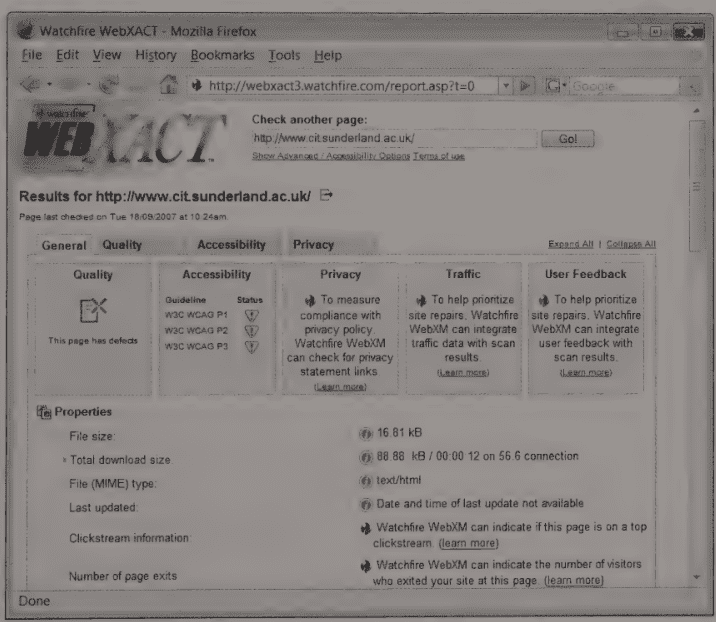 Watchfire WebXACT - Mozilla Firefox
File Edit View History Bookmarks Tools Help
http://webxact3.watchfire.com/report.asp?t=0 G Google
watchfire
WEBXACT™
Check another page:
http://www.cit.sunderland.ac.uk/ Go!
Show Advanced / Accessibility Options Terms of use
Results for http://www.cit.sunderland.ac.uk/
Page last checked on Tue 18/09/2007 at 10:24am.
General Quality Accessibility Privacy Expand All | Collapse All
Quality
This page has defects
Accessibility
Guideline Status
W3C WCAG P1
W3C WCAG P2
W3C WCAG P3
Privacy
To measure
compliance with
privacy policy,
Watchfire WebXM
can check for privacy
statement links
(Learn more)
Traffic
To help prioritize
site repairs, Watchfire
WebXM can integrate
traffic data with scan
results.
(Learn more)
User Feedback
To help prioritize
site repairs, Watchfire
WebXM can integrate
user feedback with
scan results.
(Learn more)
Properties
File size: 16.81 kB
Total download size: 88.88 kB / 00:00 12 on 56.6 connection
File (MIME) type: text/html
Last updated: Date and time of last update not available
Clickstream information: Watchfire WebXM can indicate if this page is on a top
clickstream. (learn more)
Number of page exits Watchfire WebXM can indicate the number of visitors
who exited your site at this page. (learn more)
Done